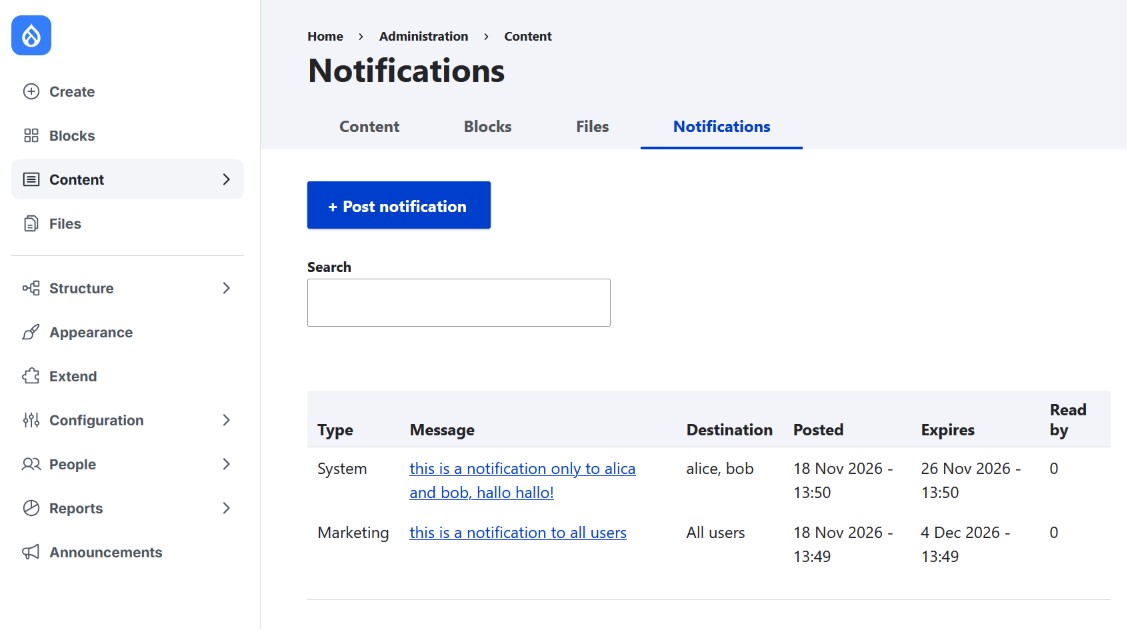 Home > Administration > Content
Notifications
Create
Blocks
Content
Files
Structure
Appearance
Extend
Configuration
People
Reports
Announcements
Content Blocks Files Notifications
+ Post notification
Search
Type Message Destination Posted Expires Read by
System this is a notification only to alica alice, bob 18 Nov 2026 - 26 Nov 2026 - 0
and bob, hallo hallo! 13:50 13:50
Marketing this is a notification to all users All users 18 Nov 2026 - 4 Dec 2026 - 0
13:49 13:49